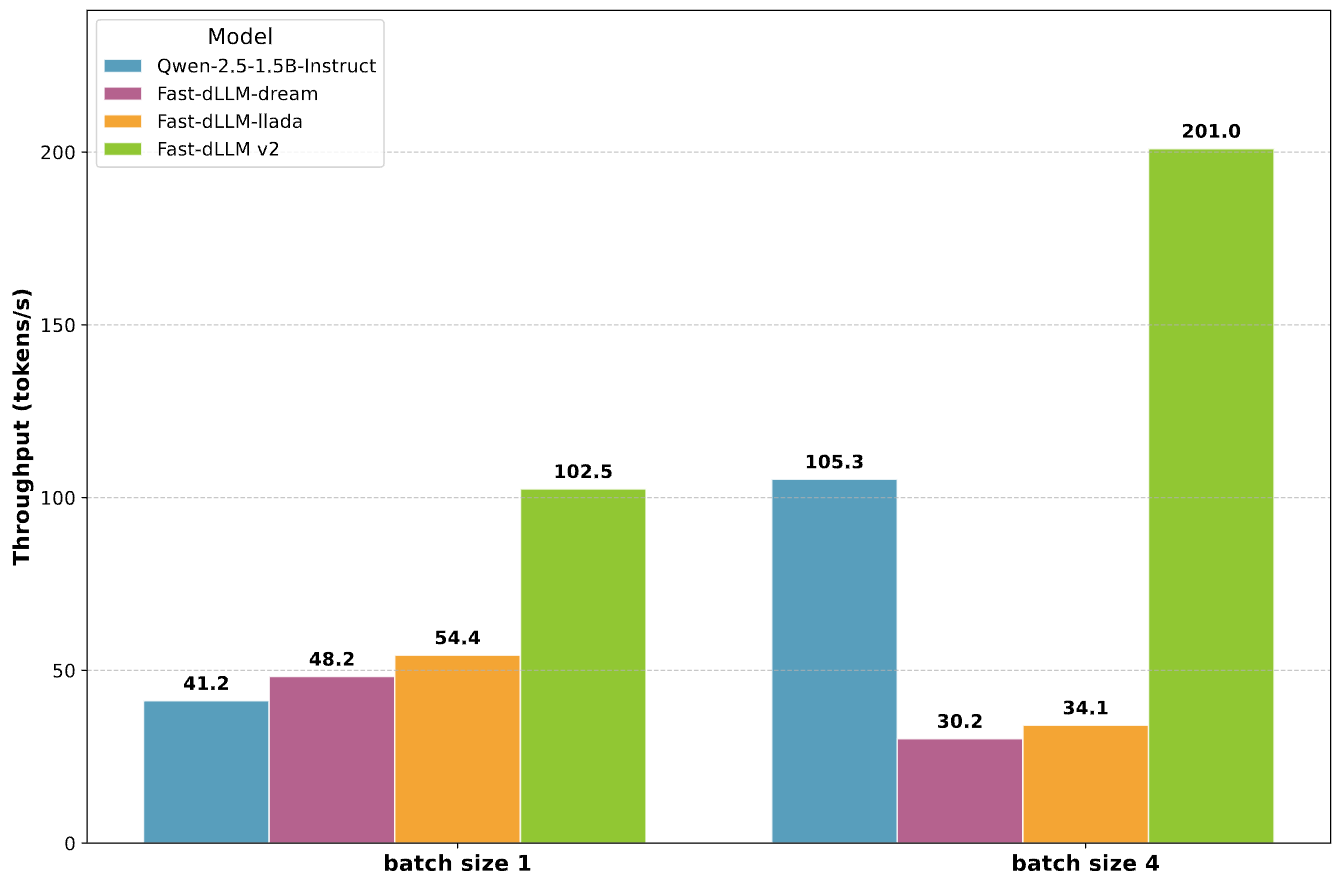 Model
Qwen-2.5-1.5B-Instruct
Fast-dLLM-dream
Fast-dLLM-llada
Fast-dLLM v2
Throughput (tokens/s)
200
150
100
50
0
41.2
48.2
54.4
102.5
105.3
30.2
34.1
201.0
batch size 1
batch size 4